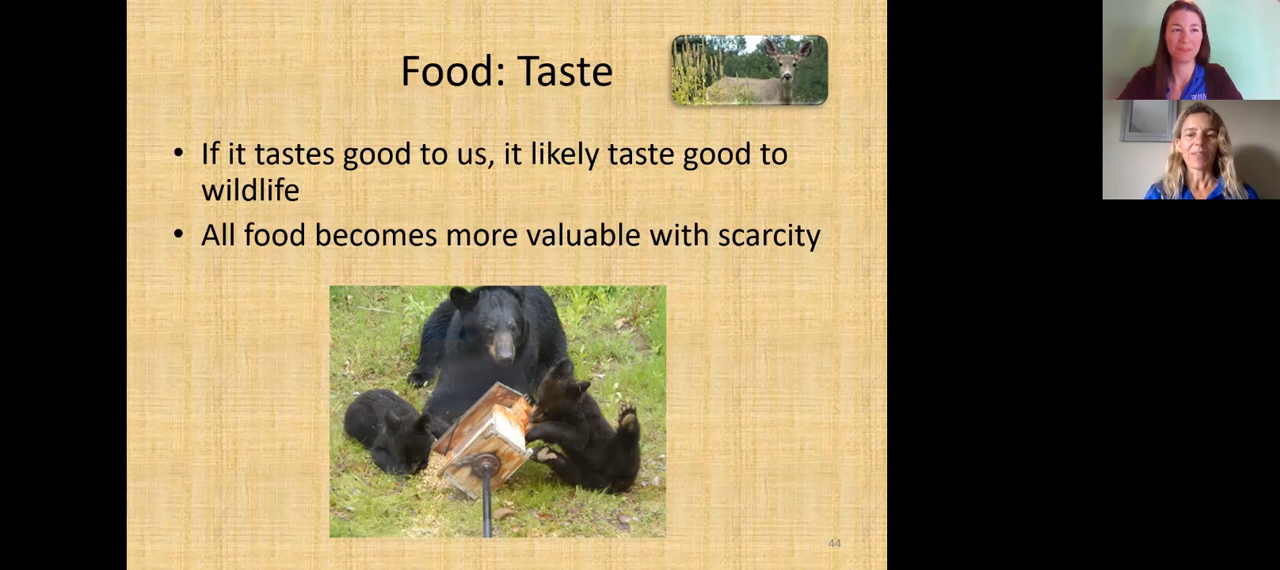 Food: Taste
• If it tastes good to us, it likely taste good to
wildlife
• All food becomes more valuable with scarcity
44